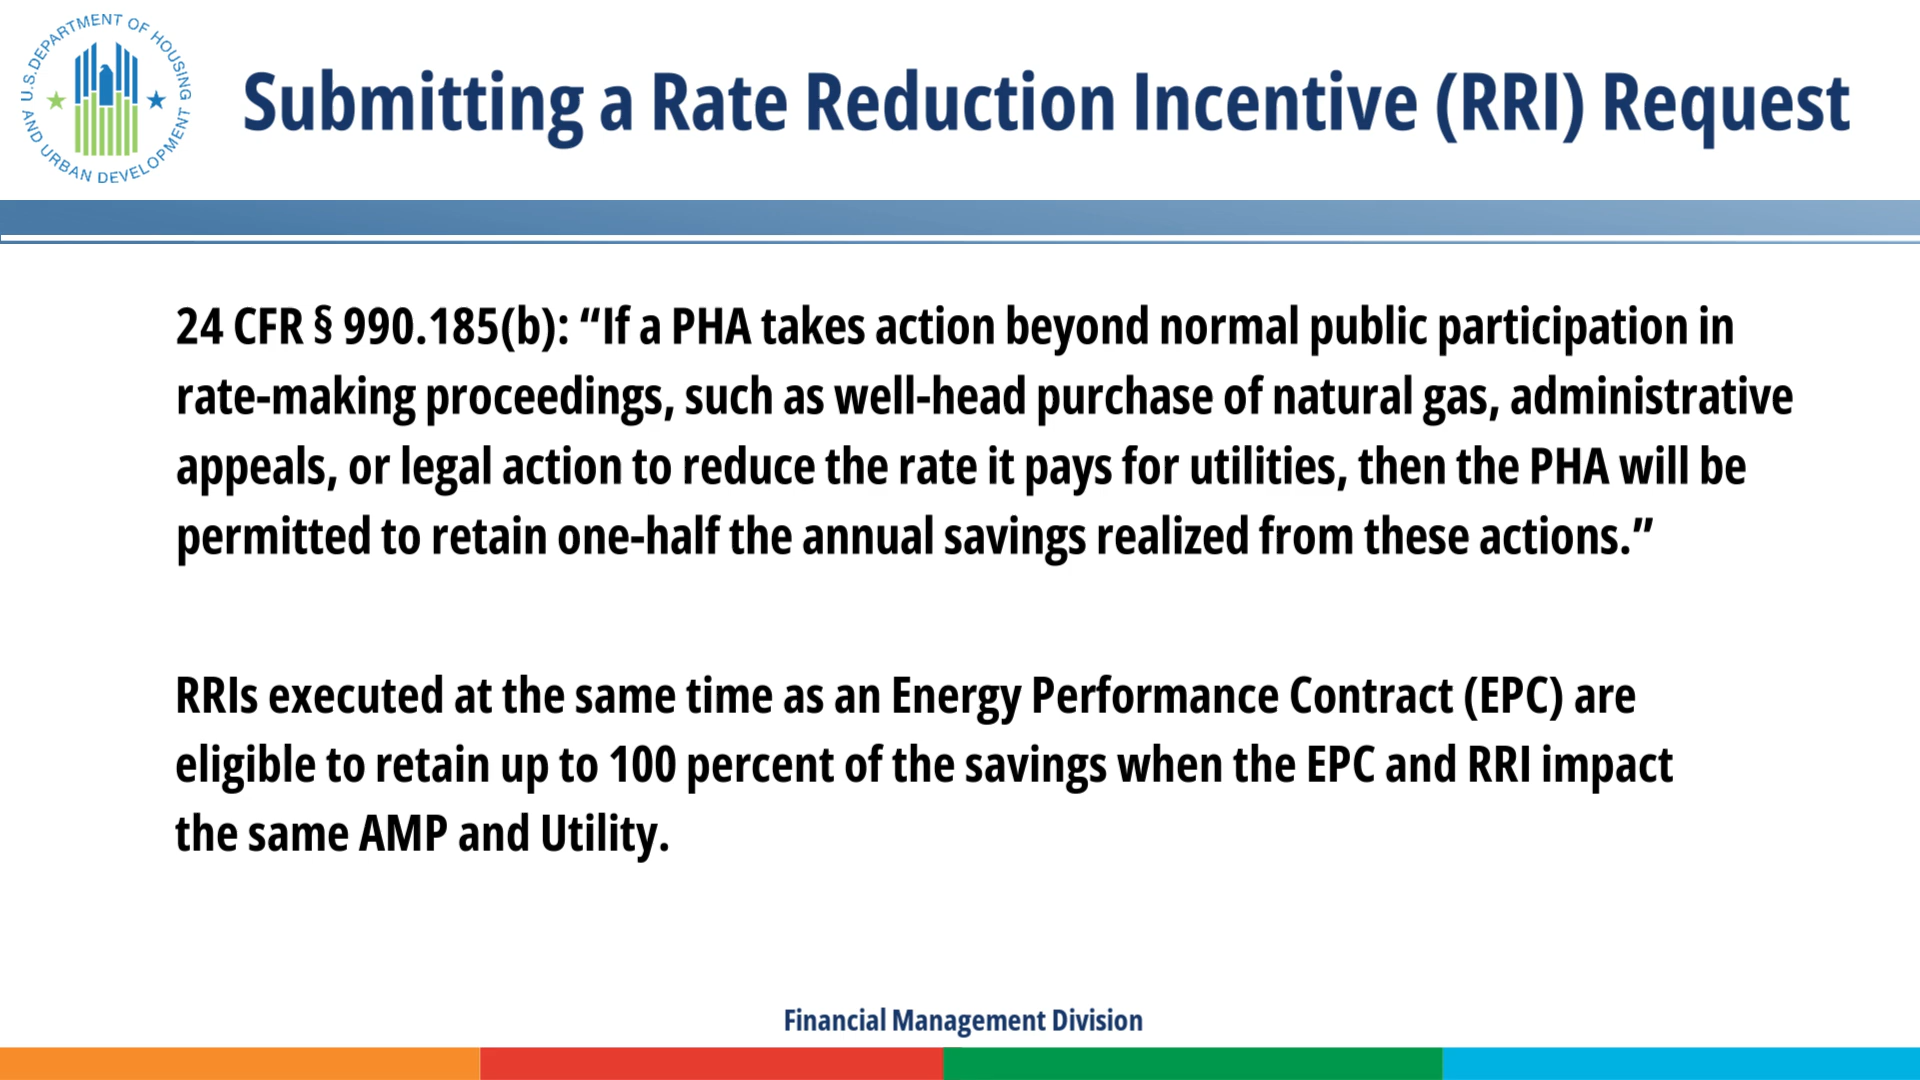 U.S. DEPARTMENT OF HOUSING
AND URBAN DEVELOPMENT
Submitting a Rate Reduction Incentive (RRI) Request
24 CFR § 990.185(b): “If a PHA takes action beyond normal public participation in
rate-making proceedings, such as well-head purchase of natural gas, administrative
appeals, or legal action to reduce the rate it pays for utilities, then the PHA will be
permitted to retain one-half the annual savings realized from these actions.”
RRIs executed at the same time as an Energy Performance Contract (EPC) are
eligible to retain up to 100 percent of the savings when the EPC and RRI impact
the same AMP and Utility.
Financial Management Division